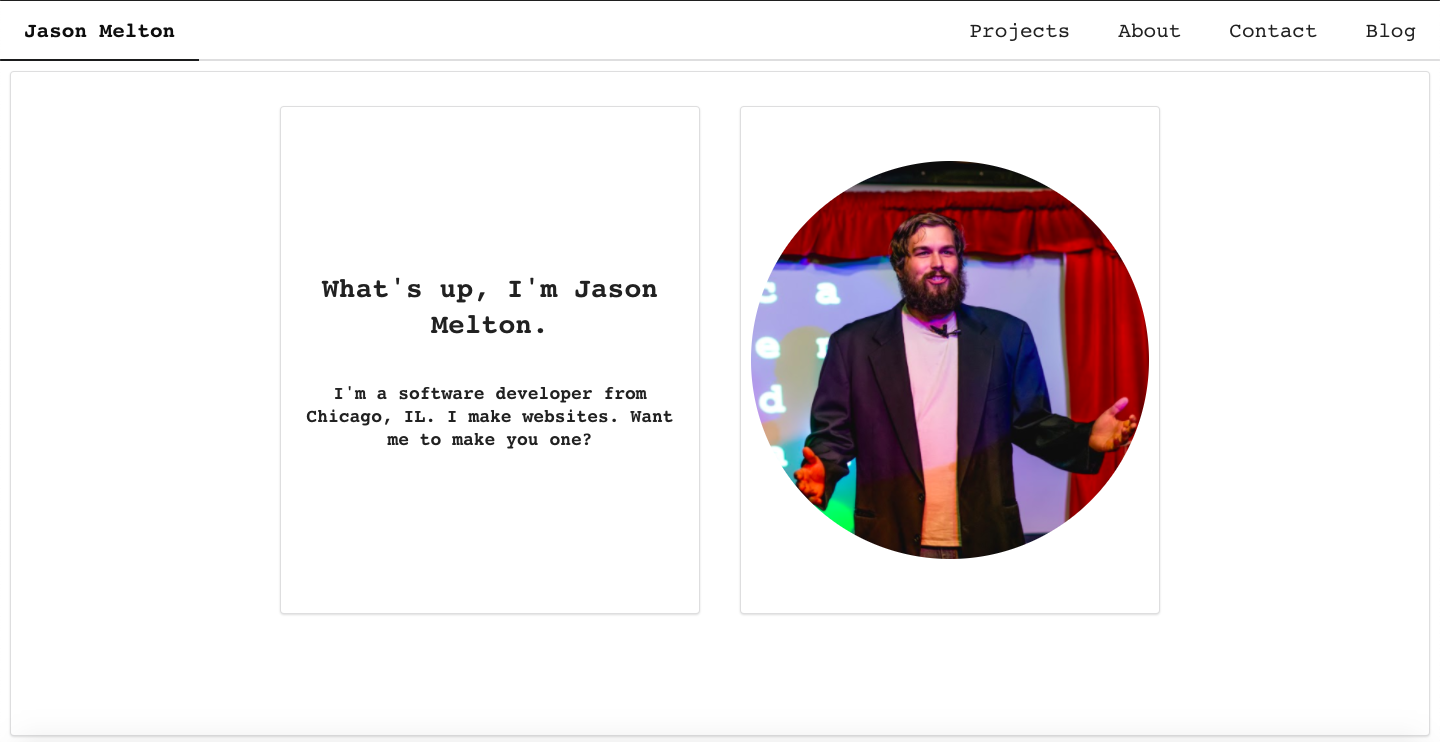 Jason Melton
Projects About Contact Blog
What's up, I'm Jason
Melton.
I'm a software developer from
Chicago, IL. I make websites. Want
me to make you one?
c a
e
d